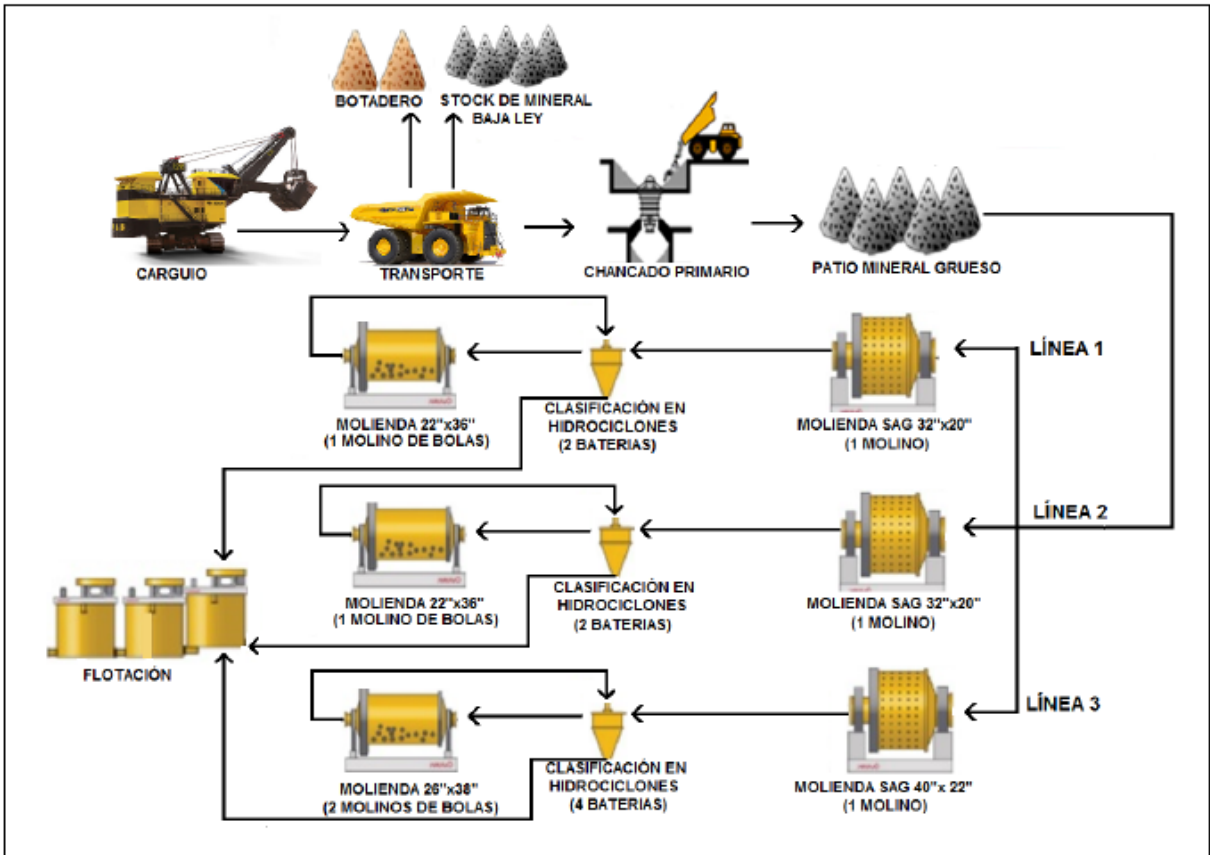 BOTADERO
STOCK DE MINERAL
BAJA LEY
CARGUIO
TRANSPORTE
CHANCADO PRIMARIO
PATIO MINERAL GRUESO
LÍNEA 1
MOLIENDA 22"x36"
(1 MOLINO DE BOLAS)
CLASIFICACIÓN EN
HIDROCICLONES
(2 BATERIAS)
MOLIENDA SAG 32"x20"
(1 MOLINO)
LÍNEA 2
MOLIENDA 22"x36"
(1 MOLINO DE BOLAS)
CLASIFICACIÓN EN
HIDROCICLONES
(2 BATERIAS)
MOLIENDA SAG 32"x20"
(1 MOLINO)
FLOTACIÓN
LÍNEA 3
MOLIENDA 26"x38"
(2 MOLINOS DE BOLAS)
CLASIFICACIÓN EN
HIDROCICLONES
(4 BATERIAS)
MOLIENDA SAG 40"x 22"
(1 MOLINO)